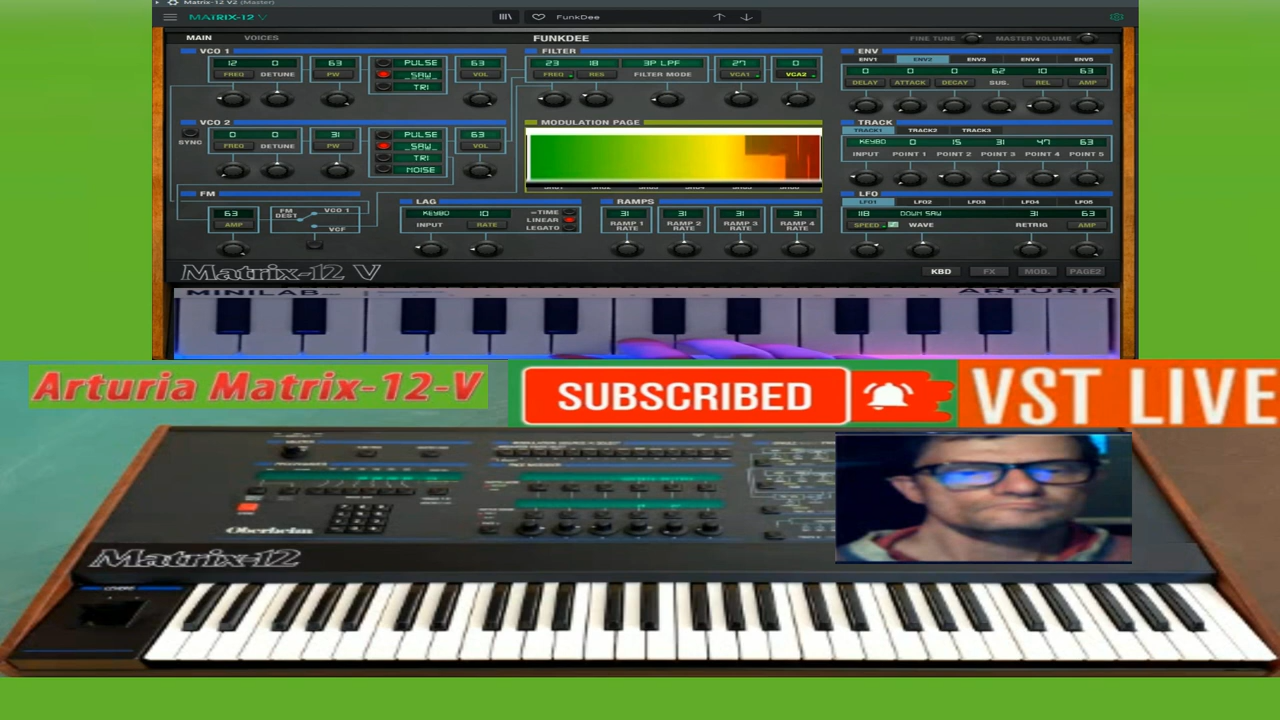 Matrix-12 V2 (Master)
MATRIX-12 V
FunkDee
MAIN VOICES FUNKDEE FINE TUNE MASTER VOLUME
VCO 1 FILTER ENV
ENV1 ENV2 ENV3 ENV4 ENV5
12 0 63 PULSE 63 23 18 3P LPF 27 0
FREQ DETUNE PW SAW VOL FREQ RES FILTER MODE VCA1 VCA2
0 0 0 62 10 63
TRI DELAY ATTACK DECAY SUS. REL AMP
VCO 2 MODULATION PAGE TRACK
TRACK1 TRACK2 TRACK3
SYNC 0 0 31 PULSE 63
FREQ DETUNE PW SAW VOL
KEYBD 0 15 31 47 63
TRI INPUT POINT 1 POINT 2 POINT 3 POINT 4 POINT 5
NOISE
FM LAG RAMPS LFO
LFO1 LFO2 LFO3 LFO4 LFO5
63 FM DEST VCO 1 KEYBD 10 TIME 31 31 31 31 118 DOWN SAW 31 63
AMP VCF INPUT RATE LINEAR LEGATO RAMP 1 RATE RAMP 2 RATE RAMP 3 RATE RAMP 4 RATE SPEED WAVE RETRIG AMP
Matrix-12 V KBD FX MOD. PAGE2
MINILAB ARTURIA
Arturia Matrix-12-V SUBSCRIBED VST LIVE
Oberheim
Matrix-12